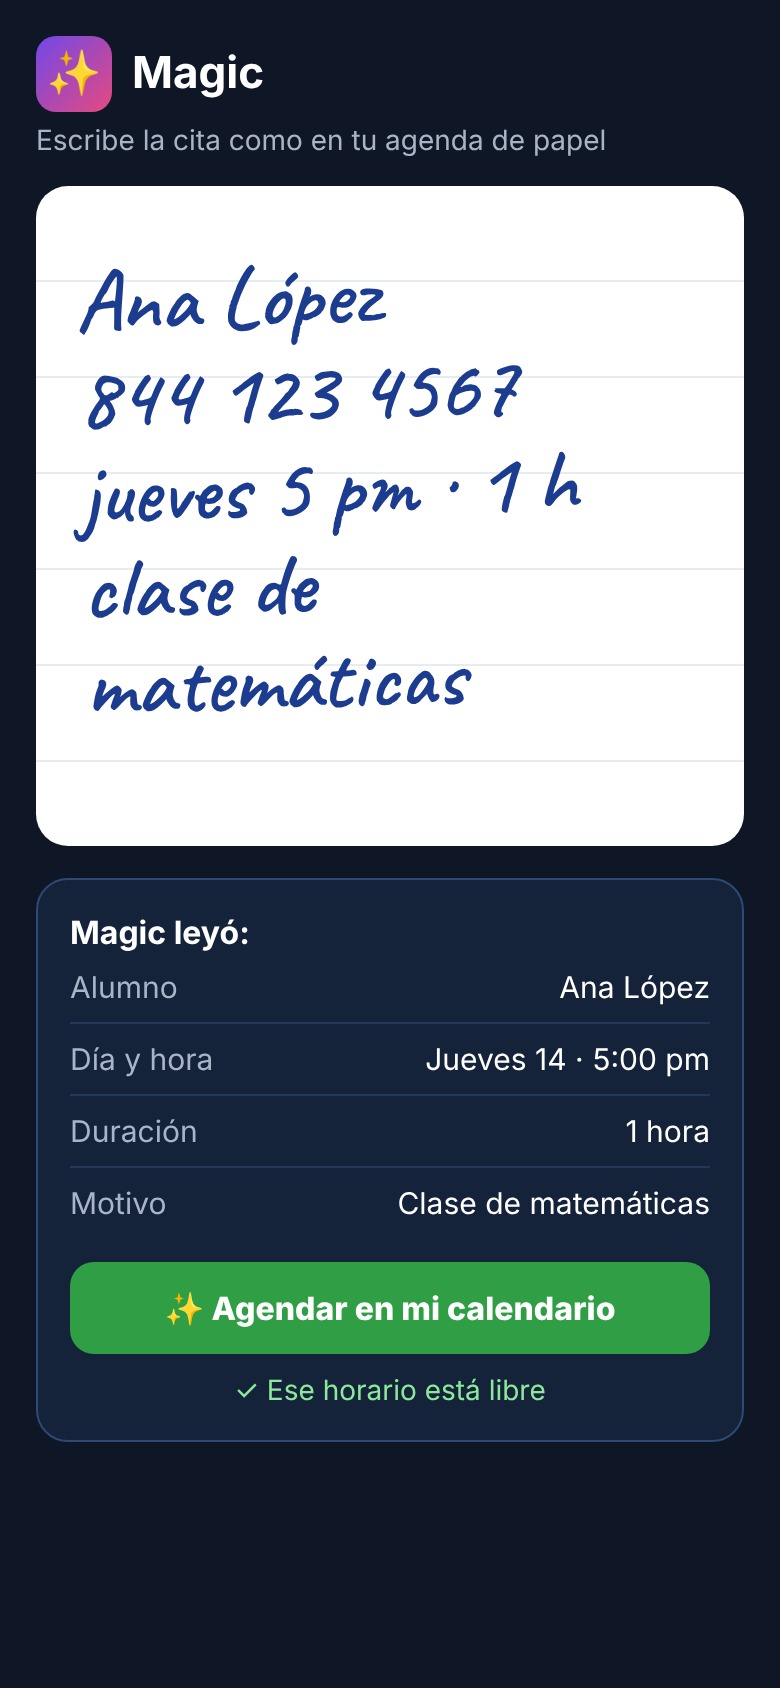 ✨ Magic
Escribe la cita como en tu agenda de papel
Ana López
844 123 4567
jueves 5 pm · 1 h
clase de
matemáticas
Magic leyó:
Alumno Ana López
Día y hora Jueves 14 · 5:00 pm
Duración 1 hora
Motivo Clase de matemáticas
✨ Agendar en mi calendario
✓ Ese horario está libre